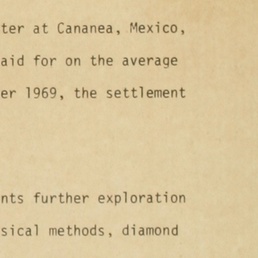 ter at Cananea, Mexico,
aid for on the average
er 1969, the settlement
nts further exploration
sical methods, diamond